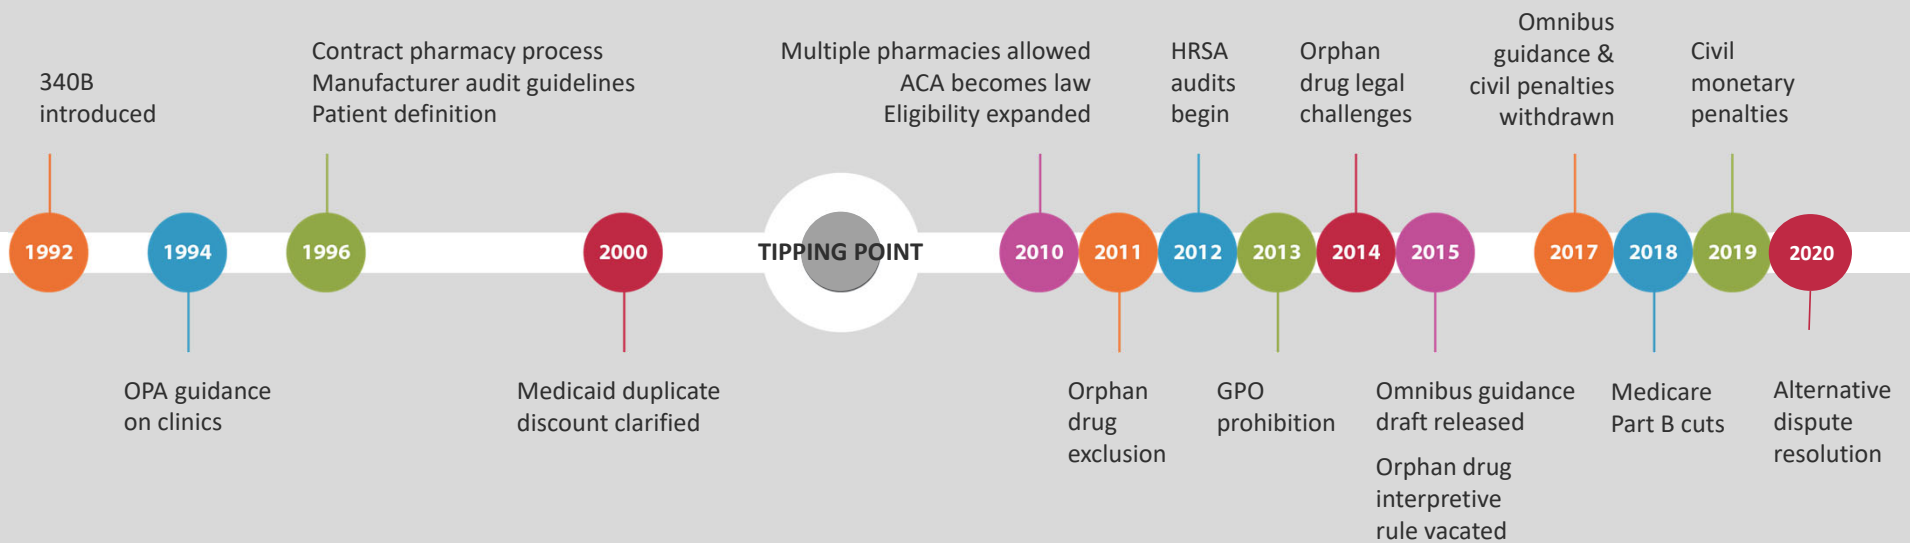 340B
introduced
Contract pharmacy process
Manufacturer audit guidelines
Patient definition
Multiple pharmacies allowed
ACA becomes law
Eligibility expanded
HRSA
audits
begin
Orphan
drug legal
challenges
Omnibus
guidance &
civil penalties
withdrawn
Civil
monetary
penalties
1992
1994
1996
2000
TIPPING POINT
2010
2011
2012
2013
2014
2015
2017
2018
2019
2020
OPA guidance
on clinics
Medicaid duplicate
discount clarified
Orphan
drug
exclusion
GPO
prohibition
Omnibus guidance
draft released
Orphan drug
interpretive
rule vacated
Medicare
Part B cuts
Alternative
dispute
resolution